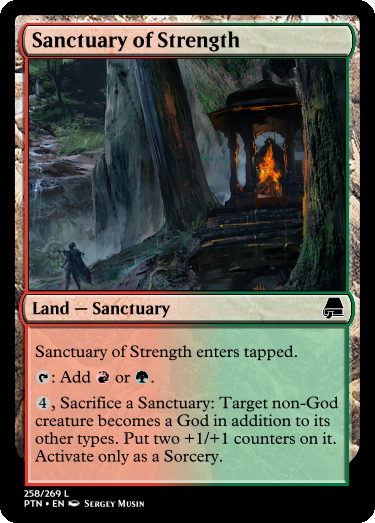 Sanctuary of Strength
Land — Sanctuary
Sanctuary of Strength enters tapped.
: Add or .
4, Sacrifice a Sanctuary: Target non-God
creature becomes a God in addition to its
other types. Put two +1/+1 counters on it.
Activate only as a Sorcery.
258/269 L
PTN • EN Sergey Musin